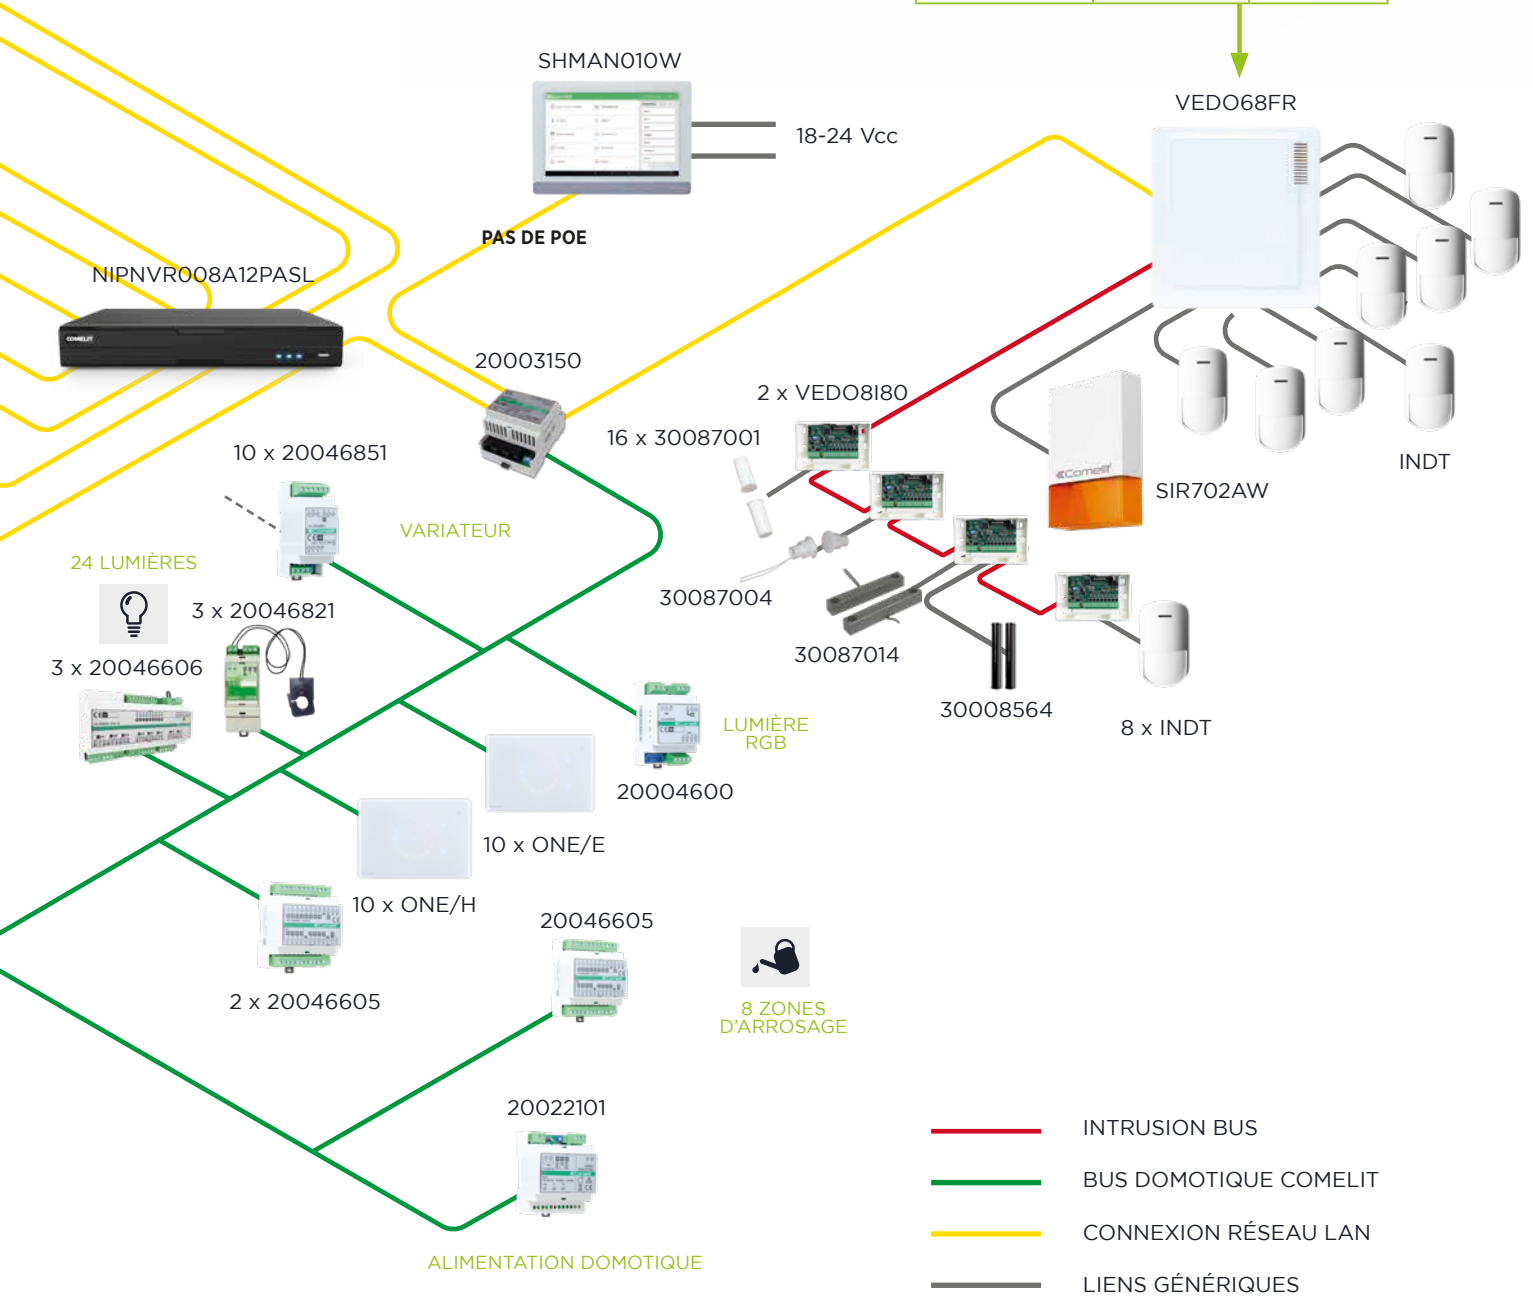 SHMAN010W
18-24 Vcc
VEDO68FR
PAS DE POE
NIPNVR008A12PASL
COMELIT
20003150
2 x VEDO8I80
16 x 30087001
10 x 20046851
INDT
Comelit
SIR702AW
VARIATEUR
24 LUMIÈRES
30087004
3 x 20046821
30087014
3 x 20046606
30008564
8 x INDT
LUMIÈRE
RGB
20004600
10 x ONE/E
10 x ONE/H
20046605
2 x 20046605
8 ZONES
D'ARROSAGE
20022101
ALIMENTATION DOMOTIQUE
INTRUSION BUS
BUS DOMOTIQUE COMELIT
CONNEXION RÉSEAU LAN
LIENS GÉNÉRIQUES